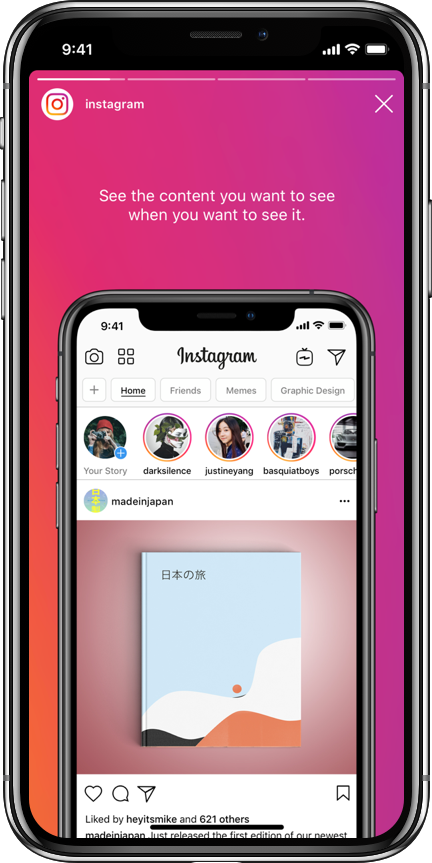 9:41
instagram
See the content you want to see
when you want to see it.
9:41
Instagram
+ Home Friends Memes Graphic Design
Your Story darksilence justineyang basquiatboys porsch
madeinjapan
日本の旅
Liked by heyitsmike and 621 others
madeinjapan Just released the first edition of our newest